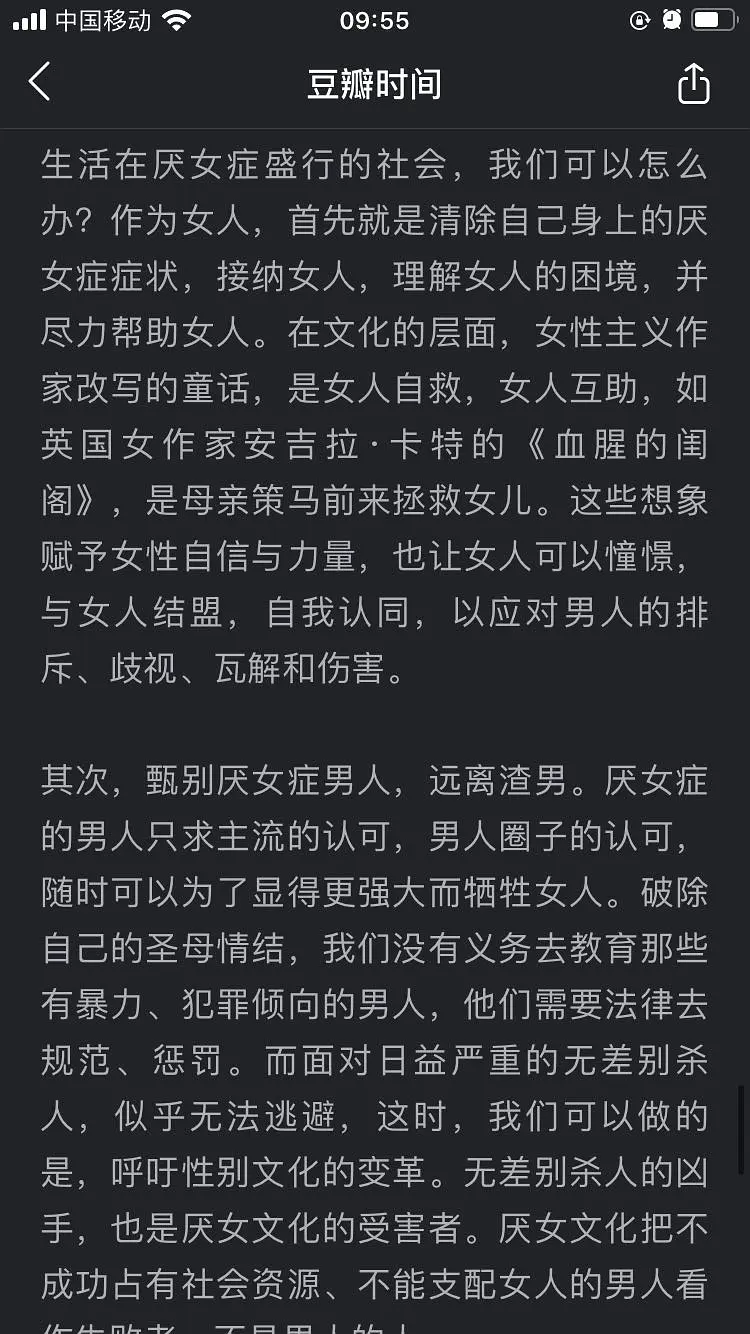 中国移动
09:55
豆瓣时间
生活在厌女症盛行的社会，我们可以怎么
办？作为女人，首先就是清除自己身上的厌
女症症状，接纳女人，理解女人的困境，并
尽力帮助女人。在文化的层面，女性主义作
家改写的童话，是女人自救，女人互助，如
英国女作家安吉拉·卡特的《血腥的闺
阁》，是母亲策马前来拯救女儿。这些想象
赋予女性自信与力量，也让女人可以憧憬，
与女人结盟，自我认同，以应对男人的排
斥、歧视、瓦解和伤害。
其次，甄别厌女症男人，远离渣男。厌女症
的男人只求主流的认可，男人圈子的认可，
随时可以为了显得更强大而牺牲女人。破除
自己的圣母情结，我们没有义务去教育那些
有暴力、犯罪倾向的男人，他们需要法律去
规范、惩罚。而面对日益严重的无差别杀
人，似乎无法逃避，这时，我们可以做的
是，呼吁性别文化的变革。无差别杀人的凶
手，也是厌女文化的受害者。厌女文化把不
成功占有社会资源、不能支配女人的男人看